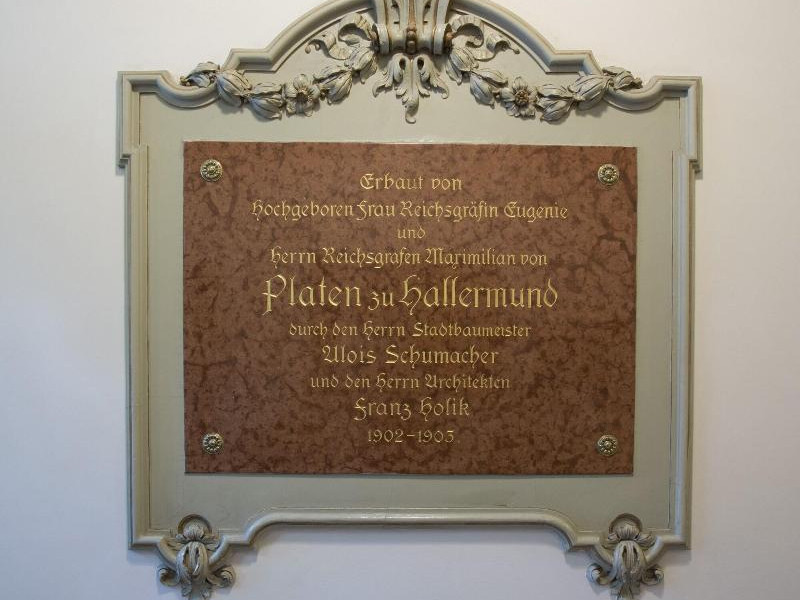 Erbaut von
Hochgeboren Frau Reichsgräfin Eugenie
und
Herrn Reichsgrafen Maximilian von
Platen zu Hallermund
durch den Herrn Stadtbaumeister
Alois Schumacher
und den Herrn Architekten
Franz Holik
1902-1903